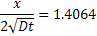 x / 2√Dt = 1.4064